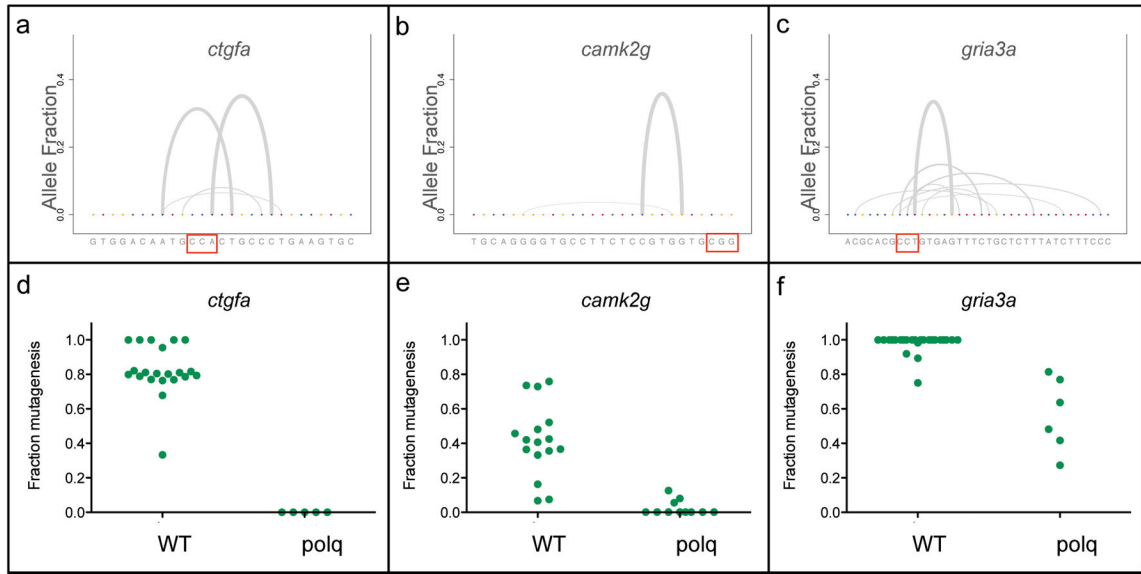 a
ctgfa
Allele Fraction
0.4
0.2
0.0
GTGGACAATGCCACTGCCCTGAAGTGC
b
camk2g
Allele Fraction
0.4
0.2
0.0
TGCAGGGGTGCCTTCTCCGTGGTGCGG
c
gria3a
Allele Fraction
0.4
0.2
0.0
ACGCACGCCTGTGAGTTTCTGCTCTTTATCTTTCCC
d
ctgfa
Fraction mutagenesis
1.0
0.8
0.6
0.4
0.2
0.0
WT polq
e
camk2g
Fraction mutagenesis
1.0
0.8
0.6
0.4
0.2
0.0
WT polq
f
gria3a
Fraction mutagenesis
1.0
0.8
0.6
0.4
0.2
0.0
WT polq